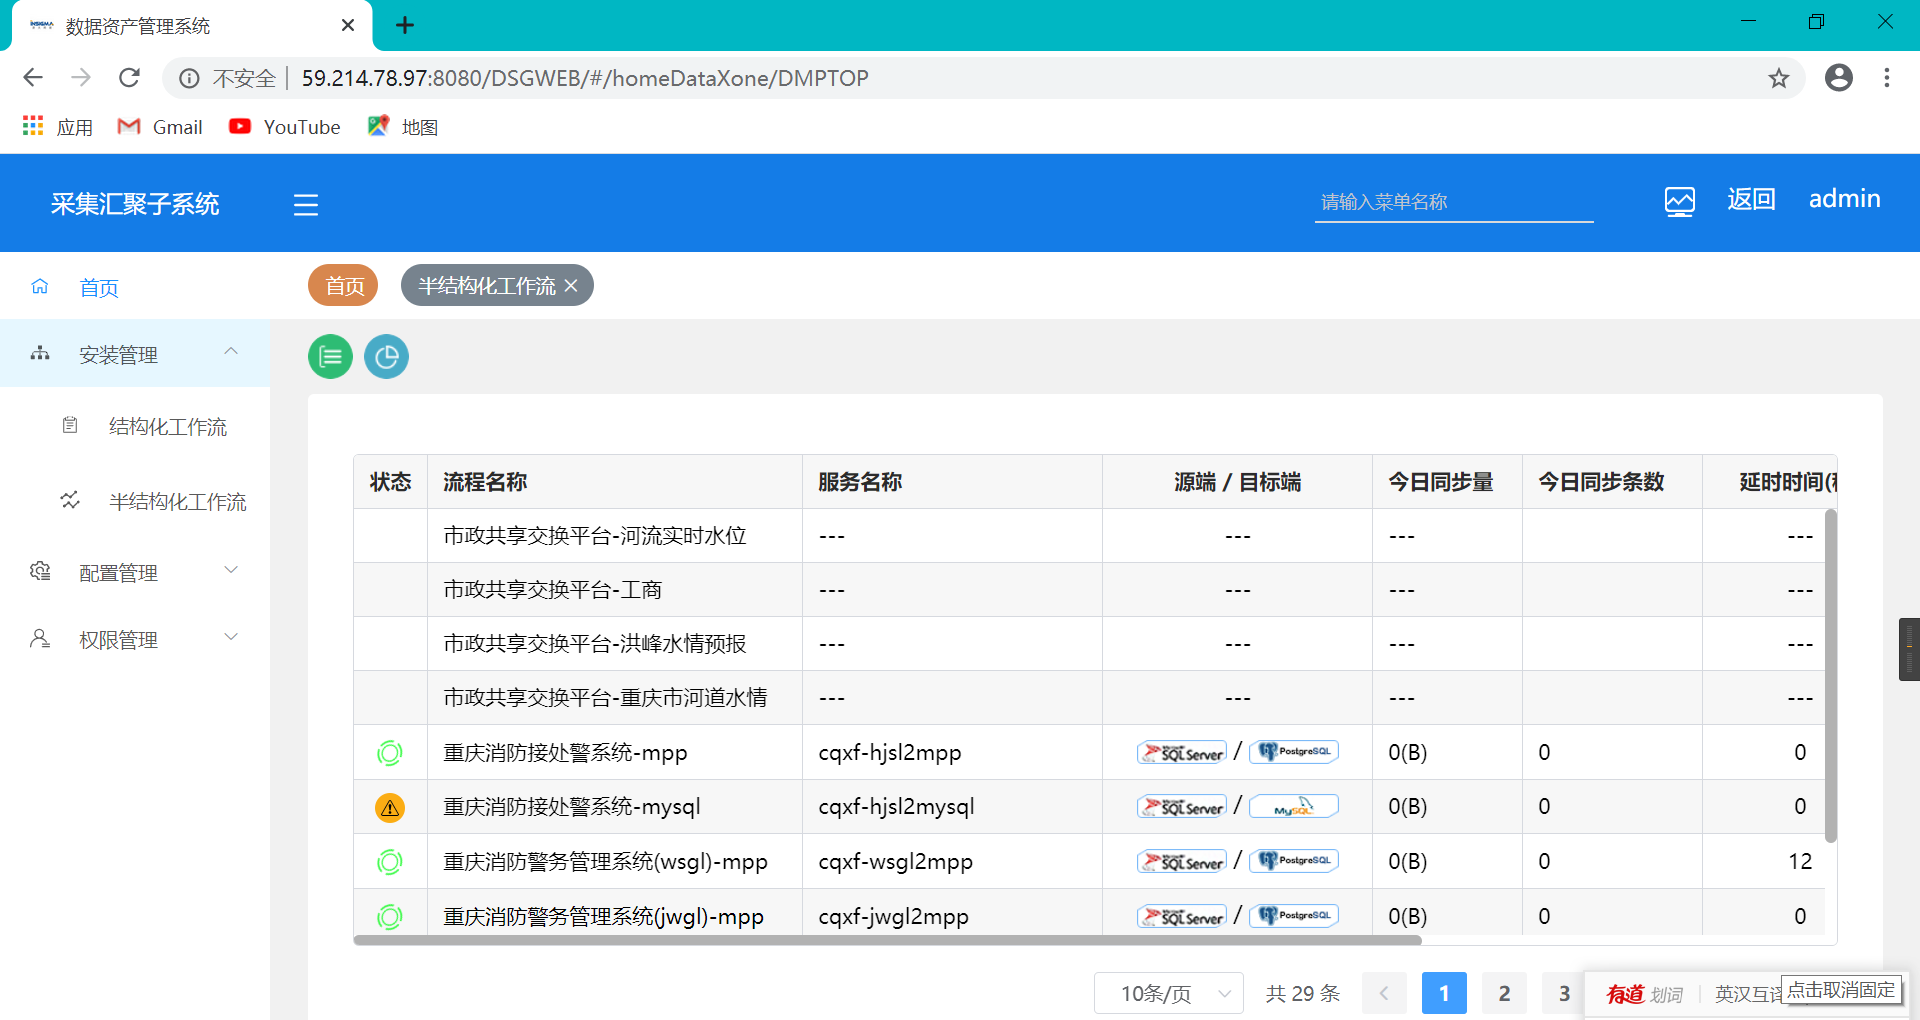 数据资产管理系统
不安全 59.214.78.97:8080/DSGWEB/#/homeDataXone/DMPTOP
应用 Gmail YouTube 地图
采集汇聚子系统 请输入菜单名称 返回 admin
首页 首页 半结构化工作流
安装管理
结构化工作流
半结构化工作流
配置管理
权限管理
状态 流程名称 服务名称 源端 / 目标端 今日同步量 今日同步条数 延时时间(
市政共享交换平台-河流实时水位 --- --- --- ---
市政共享交换平台-工商 --- --- --- ---
市政共享交换平台-洪峰水情预报 --- --- --- ---
市政共享交换平台-重庆市河道水情 --- --- --- ---
重庆消防接处警系统-mpp cqxf-hjsl2mpp SQL Server / PostgreSQL 0(B) 0 0
重庆消防接处警系统-mysql cqxf-hjsl2mysql SQL Server / MySQL 0(B) 0 0
重庆消防警务管理系统(wsgl)-mpp cqxf-wsgl2mpp SQL Server / PostgreSQL 0(B) 0 12
重庆消防警务管理系统(jwgl)-mpp cqxf-jwgl2mpp SQL Server / PostgreSQL 0(B) 0 0
10条/页 共 29 条 1 2 3 有道 划词 英汉互译 点击取消固定